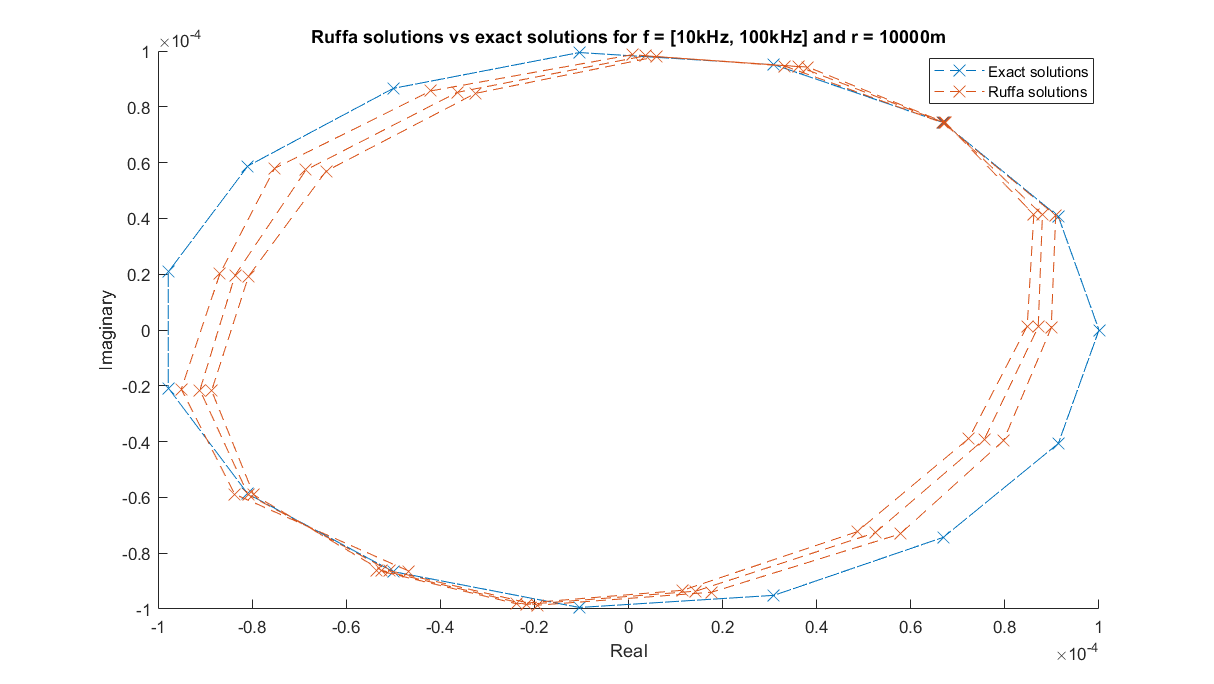 Ruffa solutions vs exact solutions for f = [10kHz, 100kHz] and r = 10000m
×10^-4
Exact solutions
Ruffa solutions
1
0.8
0.6
0.4
0.2
0
-0.2
-0.4
-0.6
-0.8
-1
Imaginary
-1 -0.8 -0.6 -0.4 -0.2 0 0.2 0.4 0.6 0.8 1
Real
×10^-4